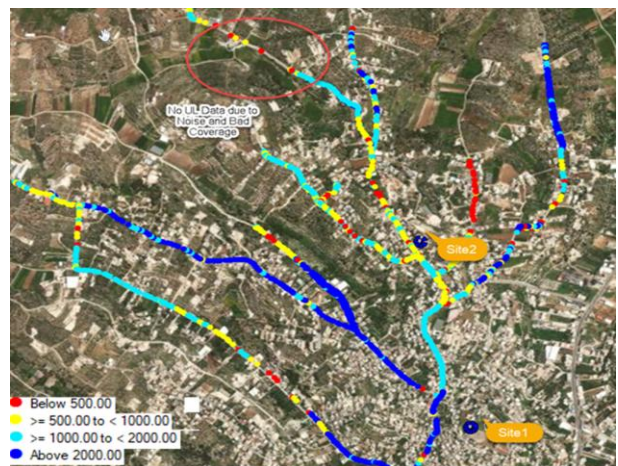 No UL Data due to
Noise and Bad
Coverage
Site2
Site1
Below 500.00
>= 500.00 to < 1000.00
>= 1000.00 to < 2000.00
Above 2000.00